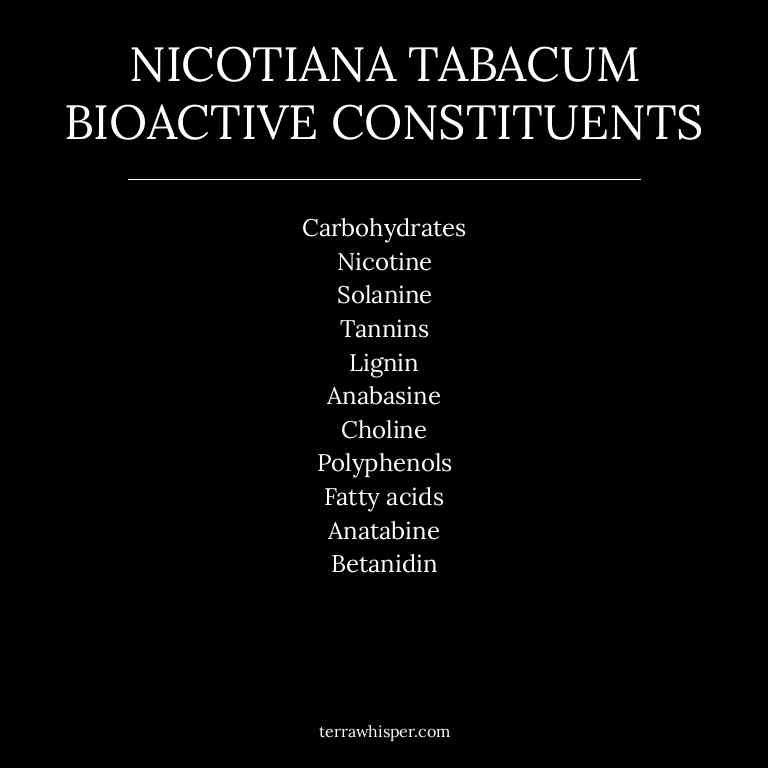 NICOTIANA TABACUM
BIOACTIVE CONSTITUENTS
Carbohydrates
Nicotine
Solanine
Tannins
Lignin
Anabasine
Choline
Polyphenols
Fatty acids
Anatabine
Betanidin
terrawhisper.com